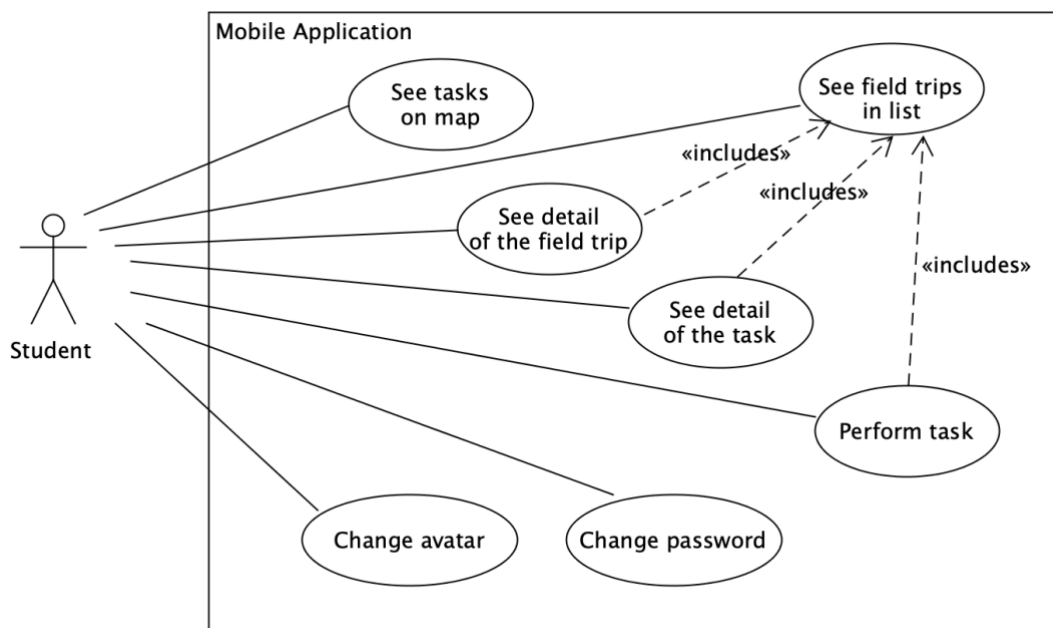 Mobile Application
See tasks
on map
See field trips
in list
«includes»
«includes»
See detail
of the field trip
«includes»
See detail
of the task
Student
Perform task
Change avatar
Change password